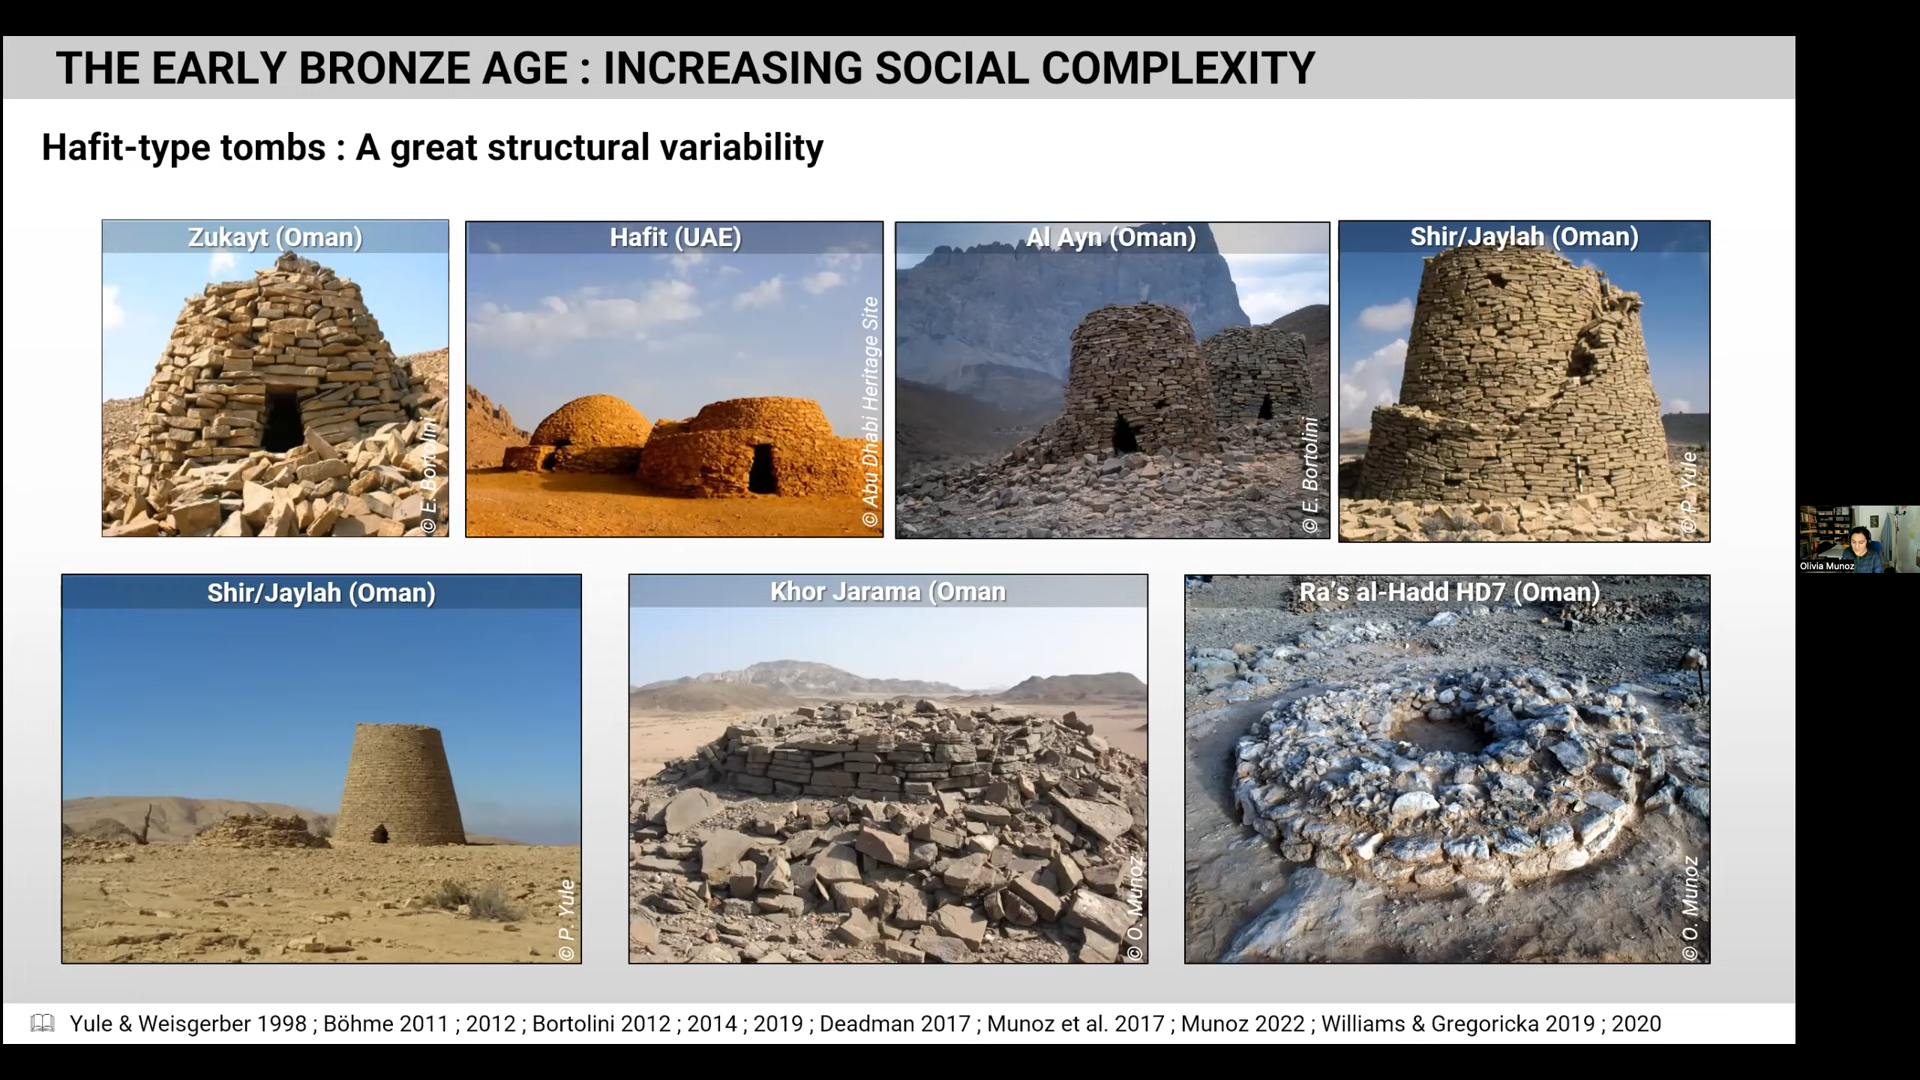 THE EARLY BRONZE AGE : INCREASING SOCIAL COMPLEXITY
Hafit-type tombs : A great structural variability
Zukayt (Oman)
© E. Bortolini
Hafit (UAE)
© Abu Dhabi Heritage Site
Al Ayn (Oman)
© E. Bortolini
Shir/Jaylah (Oman)
© P. Yule
Olivia Munoz
Shir/Jaylah (Oman)
© P. Yule
Khor Jarama (Oman
© O. Munoz
Ra's al-Hadd HD7 (Oman)
© O. Munoz
Yule & Weisgerber 1998 ; Böhme 2011 ; 2012 ; Bortolini 2012 ; 2014 ; 2019 ; Deadman 2017 ; Munoz et al. 2017 ; Munoz 2022 ; Williams & Gregoricka 2019 ; 2020